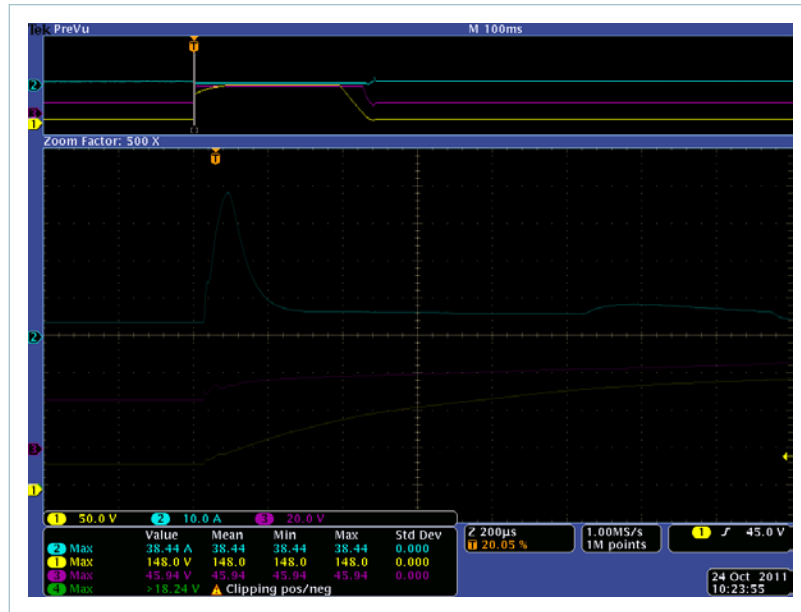 Tek PreVu M 100ms
T
2
3
1
Zoom Factor: 500 X
T
2
3
1
1 50.0 V 2 10.0 A 3 20.0 V
Value Mean Min Max Std Dev
2 Max 38.44 A 38.44 38.44 38.44 0.000
1 Max 148.0 V 148.0 148.0 148.0 0.000
3 Max 45.94 V 45.94 45.94 45.94 0.000
4 Max >18.24 V Clipping pos/neg
Z 200µs
T 20.05 %
1.00MS/s
1M points
1 45.0 V
24 Oct 2011
10:23:55